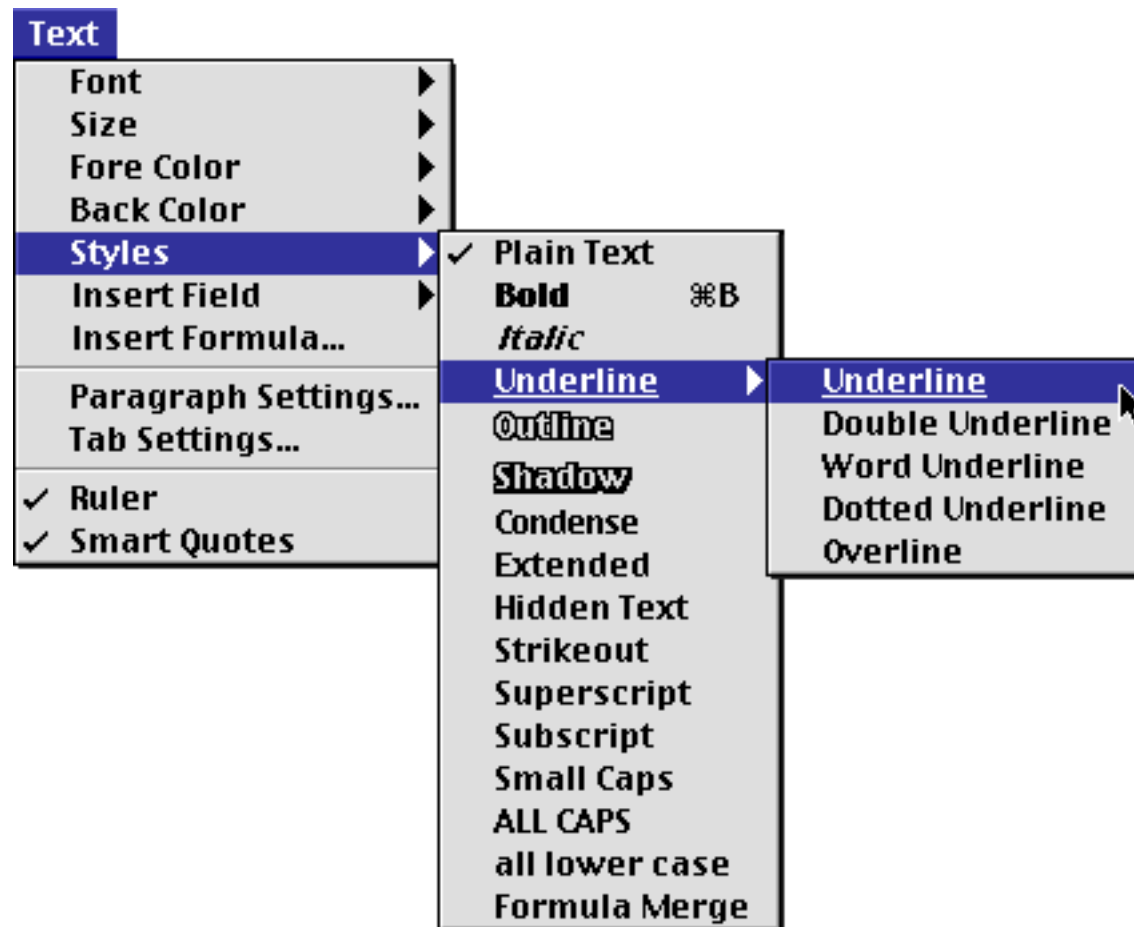 Text
Font
Size
Fore Color
Back Color
Styles
Insert Field
Insert Formula...
Paragraph Settings...
Tab Settings...
✓ Ruler
✓ Smart Quotes
✓ Plain Text
Bold ⌘B
Italic
Underline
Outline
Shadow
Condense
Extended
Hidden Text
Strikeout
Superscript
Subscript
Small Caps
ALL CAPS
all lower case
Formula Merge
Underline
Double Underline
Word Underline
Dotted Underline
Overline